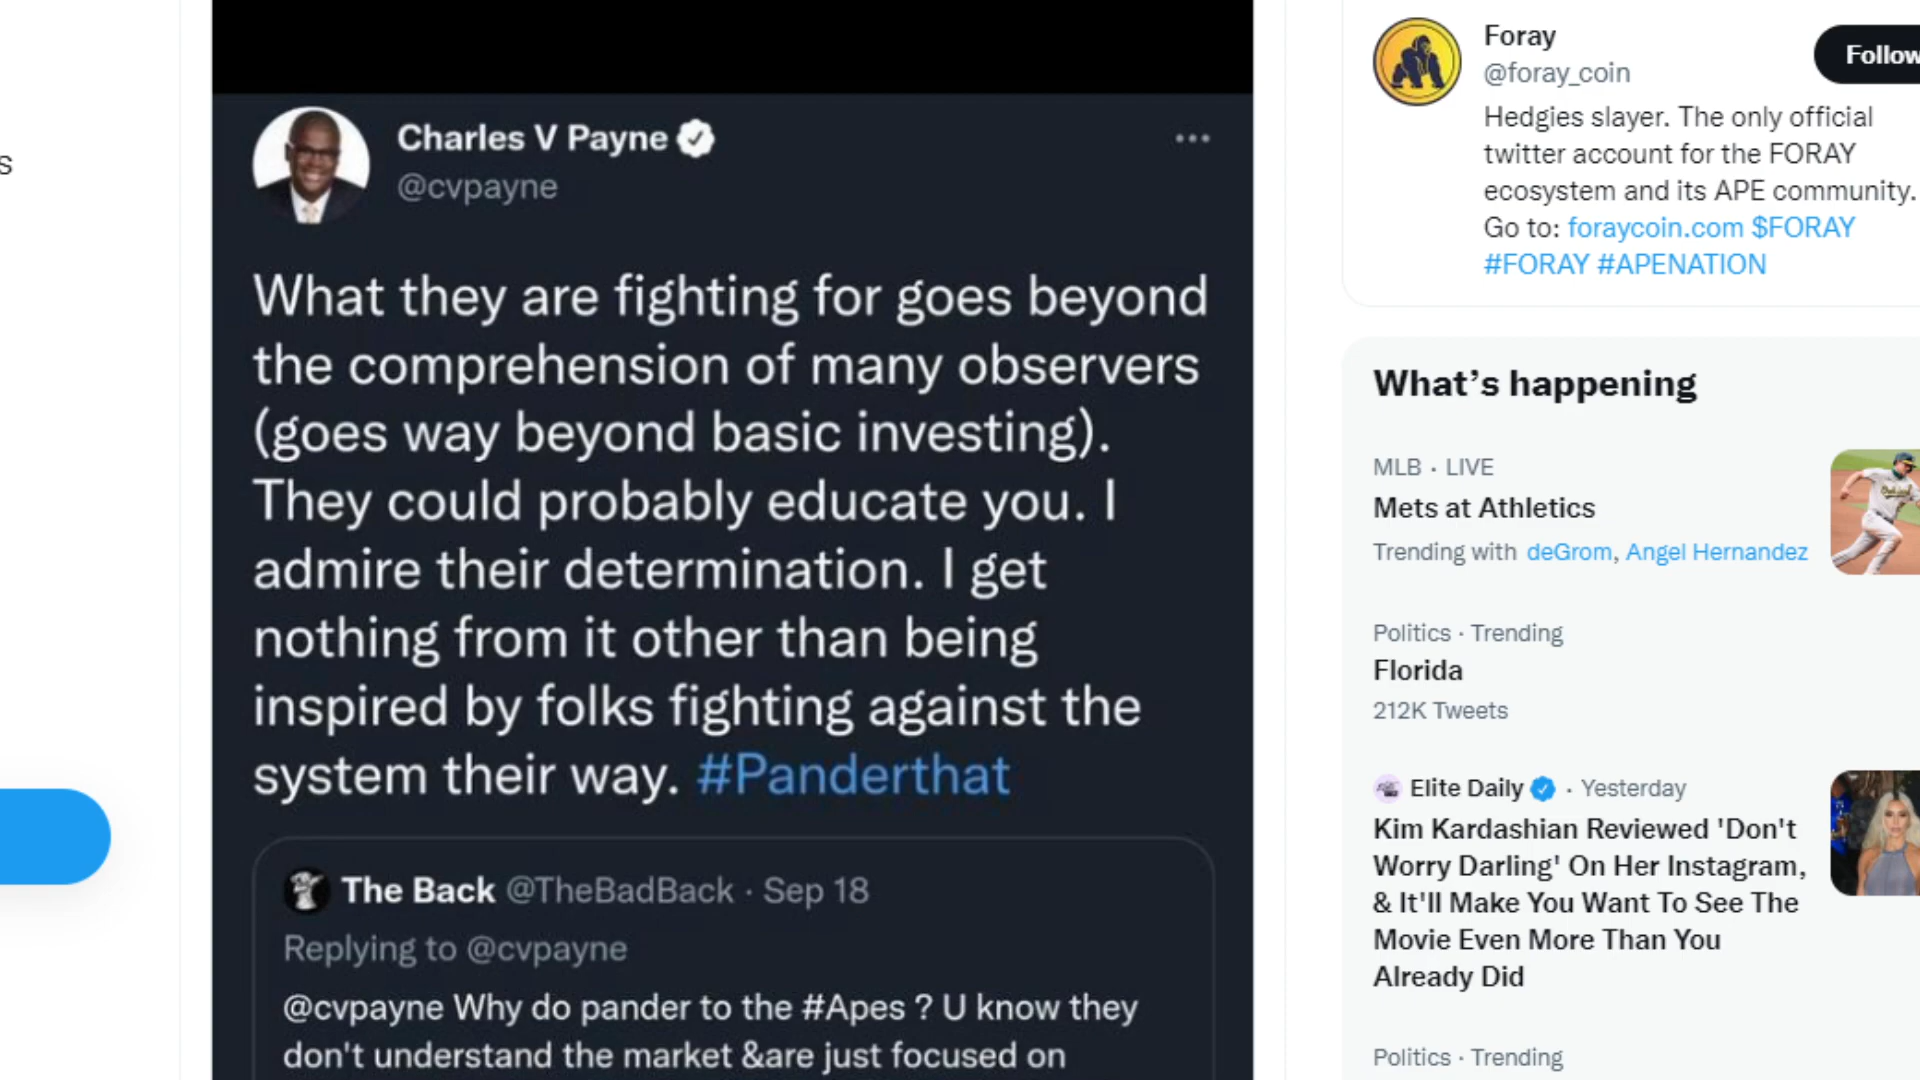 s
Charles V Payne
@cvpayne
What they are fighting for goes beyond
the comprehension of many observers
(goes way beyond basic investing).
They could probably educate you. I
admire their determination. I get
nothing from it other than being
inspired by folks fighting against the
system their way. #Panderthat
The Back @TheBadBack · Sep 18
Replying to @cvpayne
@cvpayne Why do pander to the #Apes ? U know they
don't understand the market &are just focused on
Foray
@foray_coin
Follow
Hedgies slayer. The only official
twitter account for the FORAY
ecosystem and its APE community.
Go to: foraycoin.com $FORAY
#FORAY #APENATION
What's happening
MLB · LIVE
Mets at Athletics
Trending with deGrom, Angel Hernandez
Politics · Trending
Florida
212K Tweets
Elite Daily · Yesterday
Kim Kardashian Reviewed 'Don't
Worry Darling' On Her Instagram,
& It'll Make You Want To See The
Movie Even More Than You
Already Did
Politics · Trending